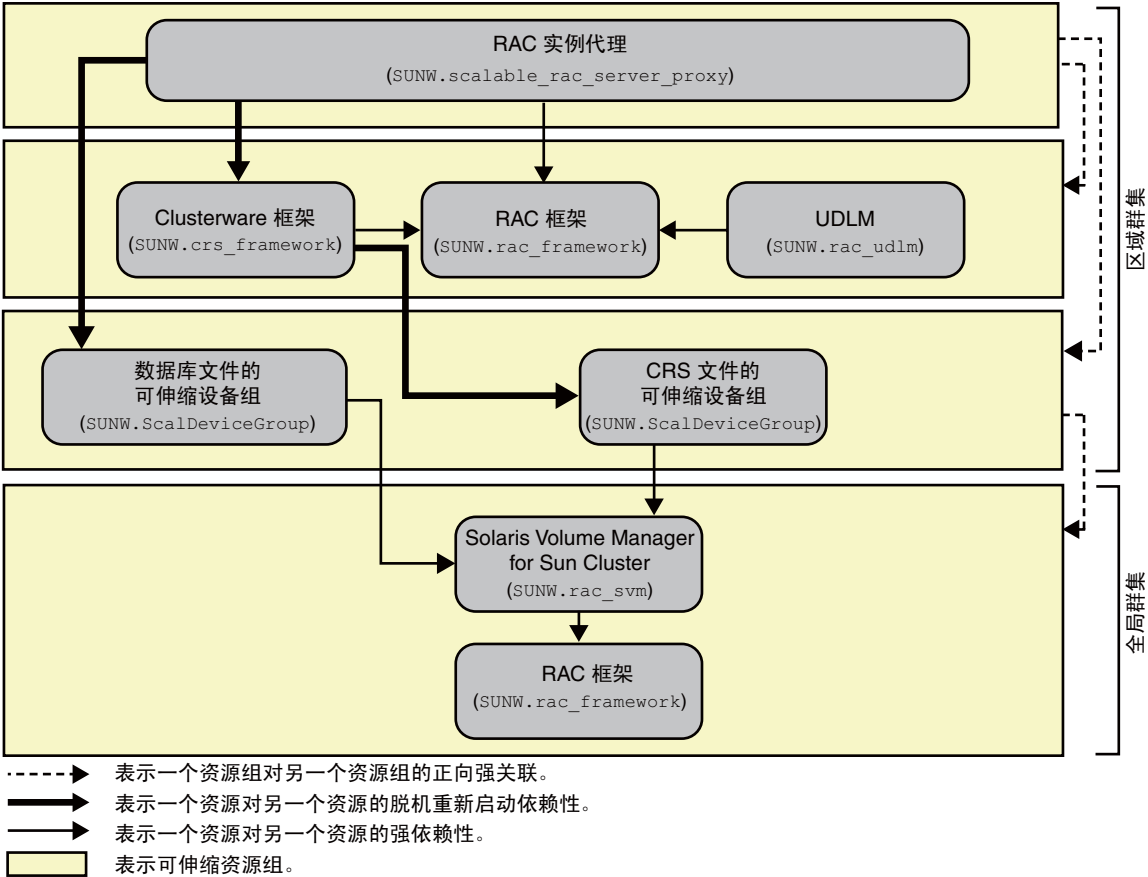 RAC 实例代理
(SUNW.scalable_rac_server_proxy)
Clusterware 框架
(SUNW.crs_framework)
RAC 框架
(SUNW.rac_framework)
UDLM
(SUNW.rac_udlm)
区域群集
数据库文件的
可伸缩设备组
(SUNW.ScalDeviceGroup)
CRS 文件的
可伸缩设备组
(SUNW.ScalDeviceGroup)
Solaris Volume Manager
for Sun Cluster
(SUNW.rac_svm)
RAC 框架
(SUNW.rac_framework)
全局群集
表示一个资源组对另一个资源组的正向强关联。
表示一个资源对另一个资源的脱机重新启动依赖性。
表示一个资源对另一个资源的强依赖性。
表示可伸缩资源组。